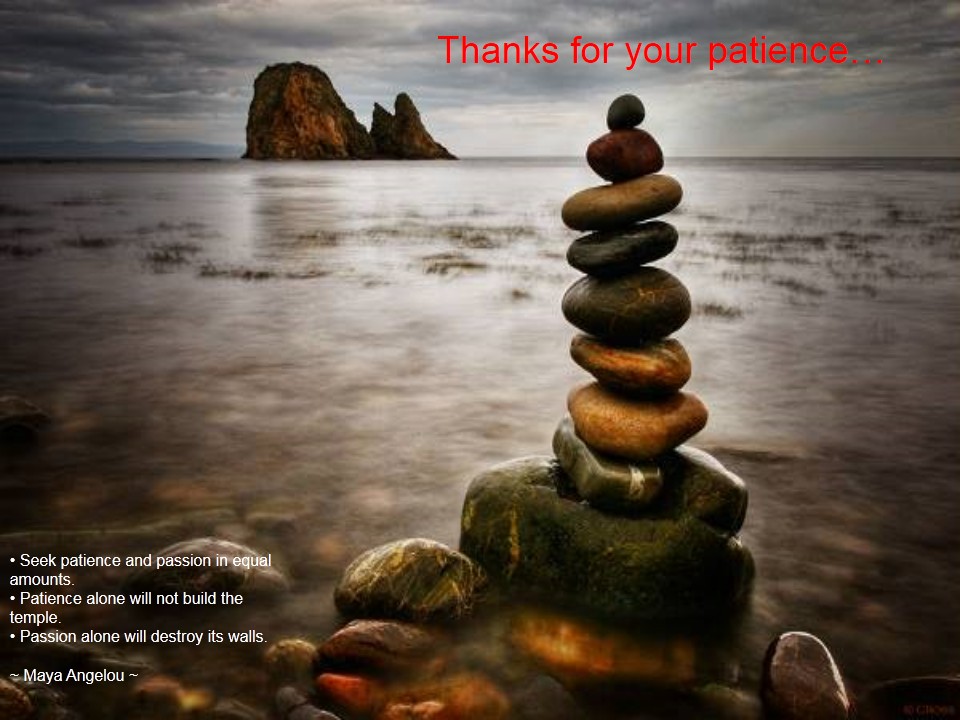 Thanks for your patience…
• Seek patience and passion in equal
amounts.
• Patience alone will not build the
temple.
• Passion alone will destroy its walls.
~ Maya Angelou ~